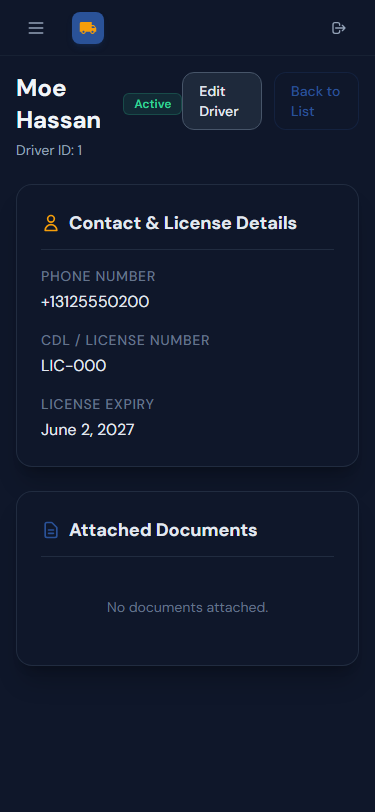 Moe
Hassan
Active
Edit
Driver
Back to
List
Driver ID: 1
Contact & License Details
PHONE NUMBER
+13125550200
CDL / LICENSE NUMBER
LIC-000
LICENSE EXPIRY
June 2, 2027
Attached Documents
No documents attached.